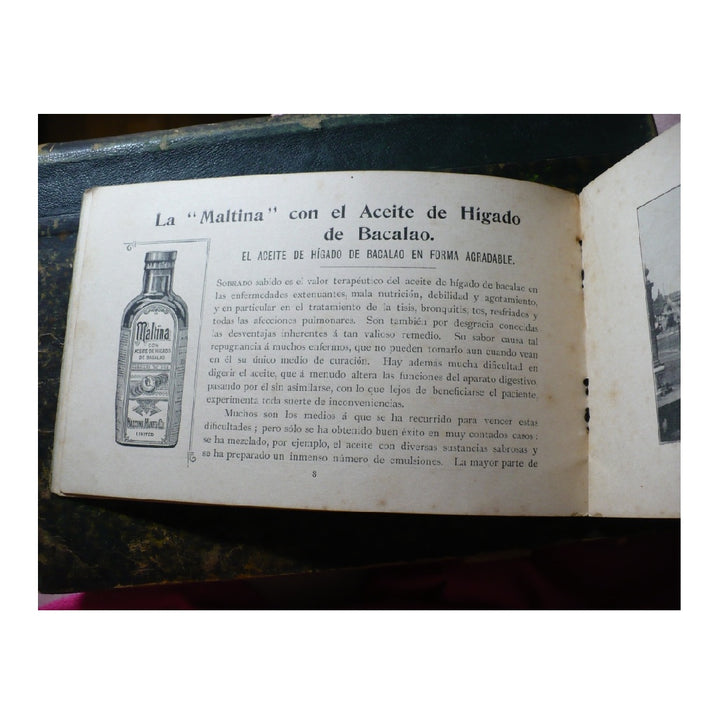 La "Maltina" con el Aceite de Hígado
de Bacalao.
EL ACEITE DE HÍGADO DE BACALAO EN FORMA AGRADABLE.
Maltina
CON
ACEITE DE HÍGADO
DE BACALAO
LIMITED
SOBRADO sabido es el valor terapéutico del aceite de hígado de bacalao en
las enfermedades extenuantes, mala nutrición, debilidad y agotamiento,
y en particular en el tratamiento de la tisis, bronquitis, tos, resfriados y
todas las afecciones pulmonares. Son también por desgracia conocidas
las desventajas inherentes á tan valioso remedio. Su sabor causa tal
repugnancia á muchos enfermos, que no pueden tomarlo aun cuando vean
en él su único medio de curación. Hay además mucha dificultad en
digerir el aceite, que á menudo altera las funciones del aparato digestivo,
pasando por él sin asimilarse, con lo que lejos de beneficiarse el paciente,
experimenta toda suerte de inconveniencias.
Muchos son los medios á que se ha recurrido para vencer estas
dificultades; pero sólo se ha obtenido buen éxito en muy contados casos:
se ha mezclado, por ejemplo, el aceite con diversas sustancias sabrosas y
se ha preparado un inmenso número de emulsiones. La mayor parte de
8